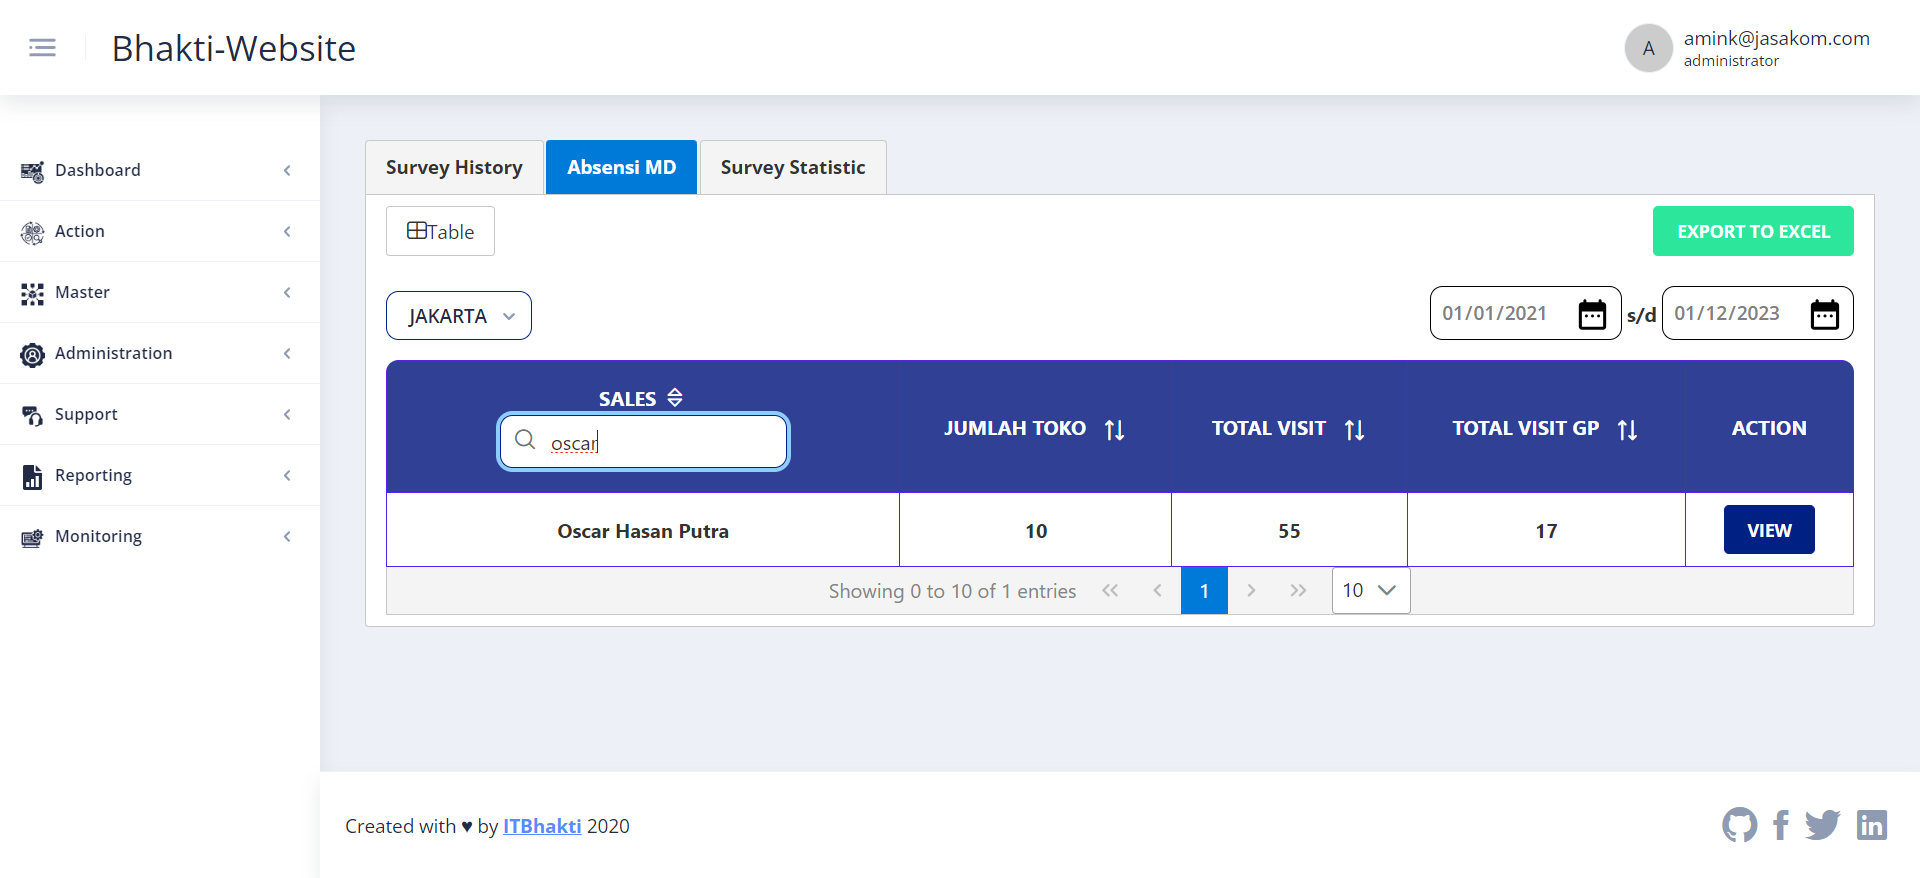 Bhakti-Website
A
amink@jasakom.com
administrator
Dashboard
Action
Master
Administration
Support
Reporting
Monitoring
Survey History
Absensi MD
Survey Statistic
Table
EXPORT TO EXCEL
JAKARTA
01/01/2021
s/d
01/12/2023
SALES
oscar
JUMLAH TOKO
TOTAL VISIT
TOTAL VISIT GP
ACTION
Oscar Hasan Putra
10
55
17
VIEW
Showing 0 to 10 of 1 entries
1
10
Created with ♥ by ITBhakti 2020